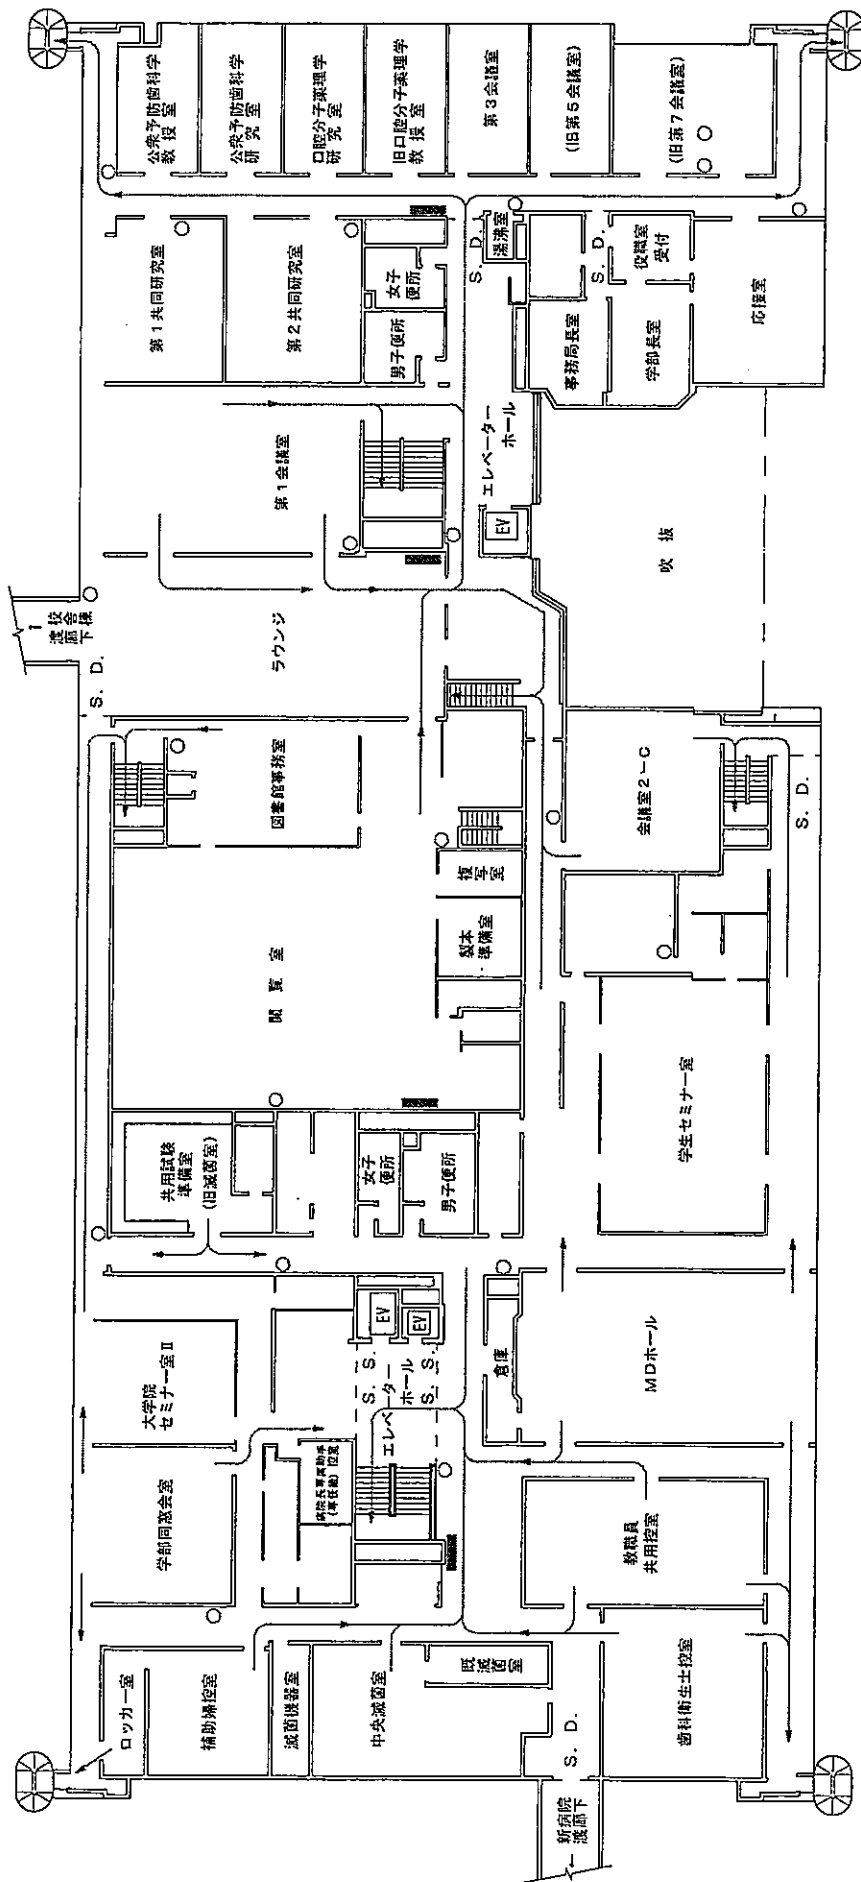 公衆予防歯科学
教授室
公衆予防歯科学
研究室
口腔分子薬理学
研究室
旧口腔分子薬理学
教授室
第3会議室
(旧第5会議室)
(旧第7会議室)
第1共同研究室
第2共同研究室
女子
便所
男子便所
S. D.
湯沸室
S. D.
役職室
受付
事務局長室
学部長室
応接室
第1会議室
エレベーター
ホール
EV
吹抜
校舎棟
渡廊下
S. D.
ラウンジ
図書館事務室
会議室2-C
S. D.
複写室
製本
準備室
閲覧室
学生セミナー室
共用試験
準備室
(旧滅菌室)
女子
便所
男子便所
大学院
セミナー室Ⅱ
EV
EV
S. S.
エレベーター
ホール
S. S.
倉庫
MDホール
学部同窓会室
控室
教職員
共用控室
ロッカー室
補助婦控室
滅菌機器室
中央滅菌室
既滅菌室
S. D.
歯科衛生士控室
新病院
渡廊下